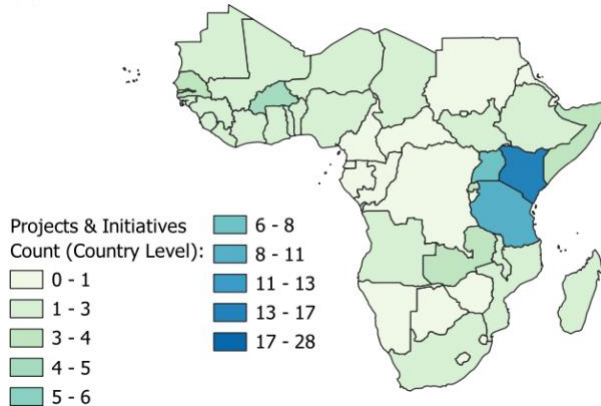 Projects & Initiatives
Count (Country Level):
0 - 1
1 - 3
3 - 4
4 - 5
5 - 6
6 - 8
8 - 11
11 - 13
13 - 17
17 - 28